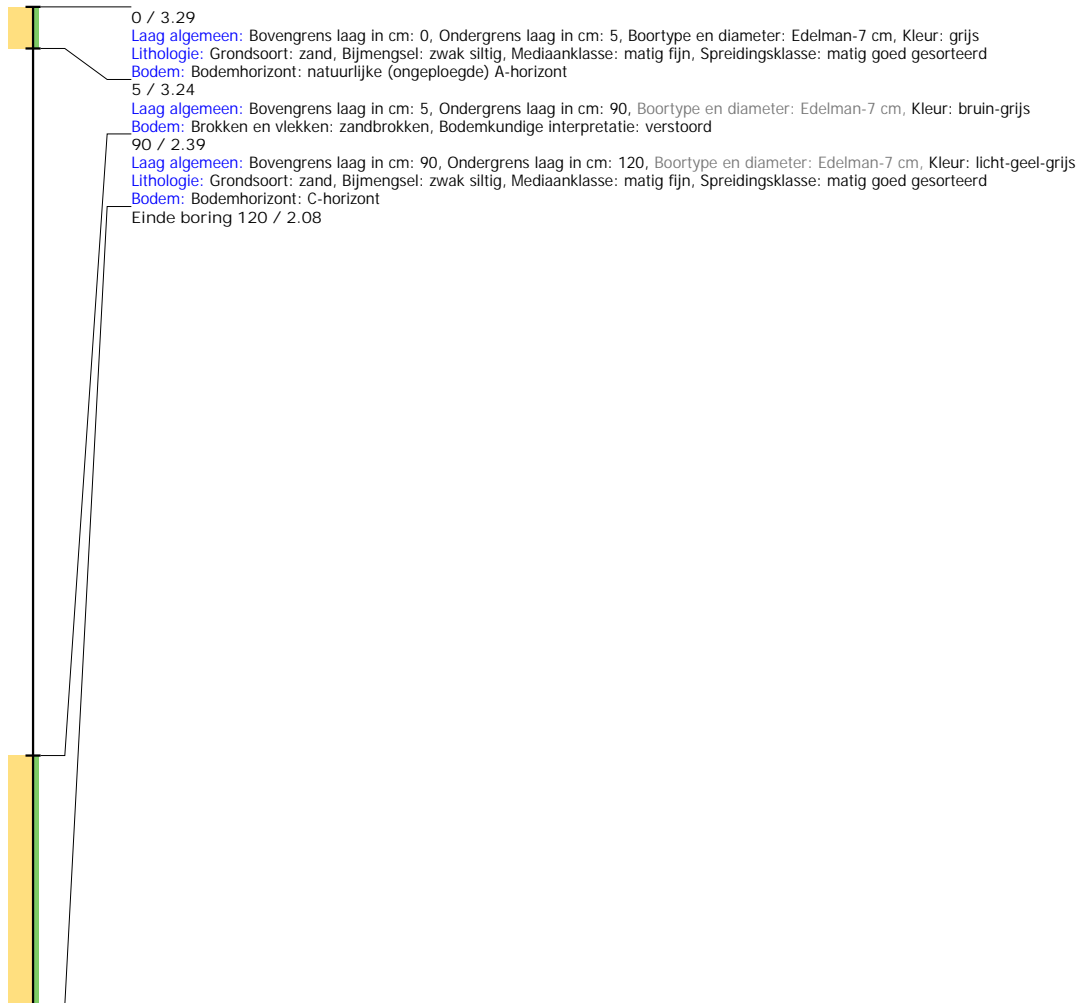 0 / 3.29
Laag algemeen: Bovengrens laag in cm: 0, Ondergrens laag in cm: 5, Boortype en diameter: Edelman-7 cm, Kleur: grijs
Lithologie: Grondsoort: zand, Bijmengsel: zwak siltig, Mediaanklasse: matig fijn, Spreidingsklasse: matig goed gesorteerd
Bodem: Bodemhorizont: natuurlijke (ongeploegde) A-horizont
5 / 3.24
Laag algemeen: Bovengrens laag in cm: 5, Ondergrens laag in cm: 90, Boortype en diameter: Edelman-7 cm, Kleur: bruin-grijs
Bodem: Brokken en vlekken: zandbrokken, Bodemkundige interpretatie: verstoord
90 / 2.39
Laag algemeen: Bovengrens laag in cm: 90, Ondergrens laag in cm: 120, Boortype en diameter: Edelman-7 cm, Kleur: licht-geel-grijs
Lithologie: Grondsoort: zand, Bijmengsel: zwak siltig, Mediaanklasse: matig fijn, Spreidingsklasse: matig goed gesorteerd
Bodem: Bodemhorizont: C-horizont
Einde boring 120 / 2.08